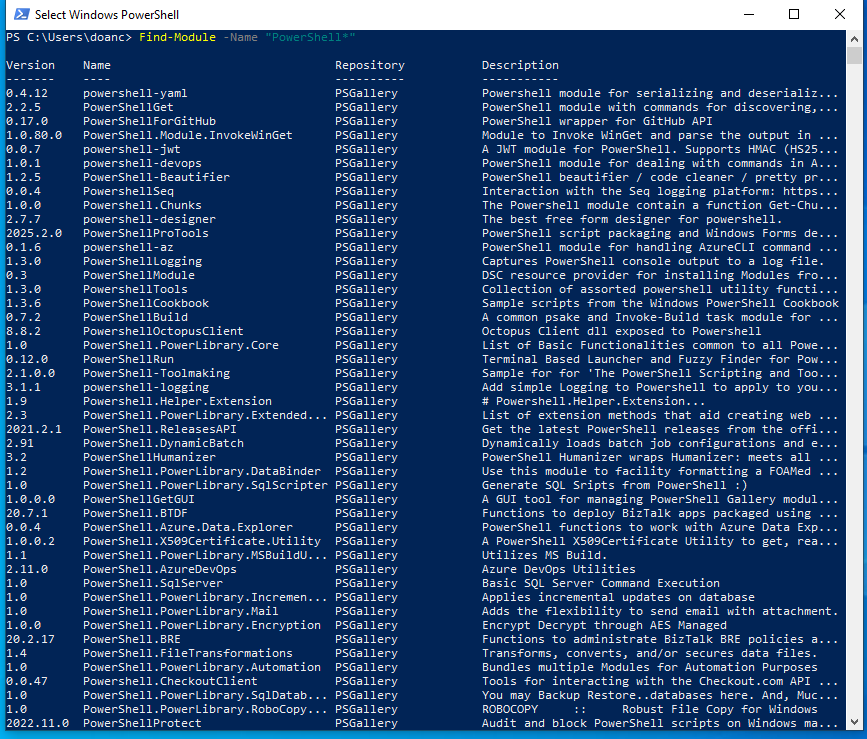 Select Windows PowerShell
PS C:\Users\doanc> Find-Module -Name "PowerShell*"
Version Name Repository Description
------- ---- ---------- -----------
0.4.12 powershell-yaml PSGallery Powershell module for serializing and deserializ...
2.2.5 PowerShellGet PSGallery PowerShell module with commands for discovering,...
0.17.0 PowerShellForGitHub PSGallery PowerShell wrapper for GitHub API
1.0.80.0 PowerShell.Module.InvokeWinGet PSGallery Module to Invoke WinGet and parse the output in ...
0.0.7 powershell-jwt PSGallery A JWT module for PowerShell. Supports HMAC (HS25...
1.0.1 powershell-devops PSGallery PowerShell module for dealing with commands in A...
1.2.5 PowerShell-Beautifier PSGallery PowerShell beautifier / code cleaner / pretty pr...
0.0.4 PowershellSeq PSGallery Interaction with the Seq logging platform: https...
1.0.0 PowerShell.Chunks PSGallery The Powershell module contain a function Get-Chu...
2.7.7 powershell-designer PSGallery The best free form designer for powershell.
2025.2.0 PowerShellProTools PSGallery PowerShell script packaging and Windows Forms de...
0.1.6 powershell-az PSGallery PowerShell module for handling AzureCLI command ...
1.3.0 PowerShellLogging PSGallery Captures PowerShell console output to a log file.
0.3 PowerShellModule PSGallery DSC resource provider for installing Modules fro...
1.3.0 PowerShellTools PSGallery Collection of assorted powershell utility functi...
1.3.6 PowerShellCookbook PSGallery Sample scripts from the Windows PowerShell Cookbook
0.7.2 PowerShellBuild PSGallery A common psake and Invoke-Build task module for ...
8.8.2 PowershellOctopusClient PSGallery Octopus Client dll exposed to Powershell
1.0 PowerShell.PowerLibrary.Core PSGallery List of Basic Functionalities common to all Powe...
0.12.0 PowerShellRun PSGallery Terminal Based Launcher and Fuzzy Finder for Pow...
2.1.0.0 PowerShell-Toolmaking PSGallery Sample for for 'The PowerShell Scripting and Too...
3.1.1 powershell-logging PSGallery Add simple Logging to Powershell to apply to you...
1.9 Powershell.Helper.Extension PSGallery # Powershell.Helper.Extension...
2.3 PowerShell.PowerLibrary.Extended... PSGallery List of extension methods that aid creating web ...
2021.2.1 PowerShell.ReleasesAPI PSGallery Get the latest PowerShell releases from the offi...
2.91 PowerShell.DynamicBatch PSGallery Dynamically loads batch job configurations and e...
3.2 PowerShellHumanizer PSGallery PowerShell Humanizer wraps Humanizer: meets all ...
1.2 PowerShell.PowerLibrary.DataBinder PSGallery Use this module to facility formatting a FOAMed ...
1.0 PowerShell.PowerLibrary.SqlScripter PSGallery Generate SQL Sripts from PowerShell :)
1.0.0.0 PowerShellGetGUI PSGallery A GUI tool for managing PowerShell Gallery modul...
20.7.1 PowerShell.BTDF PSGallery Functions to deploy BizTalk apps packaged using ...
0.0.4 PowerShell.Azure.Data.Explorer PSGallery PowerShell functions to work with Azure Data Exp...
1.0.0.2 PowerShell.X509Certificate.Utility PSGallery A PowerShell X509Certificate Utility to get, rea...
1.1 PowerShell.PowerLibrary.MSBuildU... PSGallery Utilizes MS Build.
2.11.0 PowerShell.AzureDevOps PSGallery Azure DevOps Utilities
1.0 PowerShell.SqlServer PSGallery Basic SQL Server Command Execution
1.0 PowerShell.PowerLibrary.Incremen... PSGallery Applies incremental updates on database
1.0 PowerShell.PowerLibrary.Mail PSGallery Adds the flexibility to send email with attachment.
1.0.0 PowerShell.PowerLibrary.Encryption PSGallery Encrypt Decrypt through AES Managed
20.2.17 PowerShell.BRE PSGallery Functions to administrate BizTalk BRE policies a...
1.4 PowerShell.FileTransformations PSGallery Transforms, converts, and/or secures data files.
1.0 PowerShell.PowerLibrary.Automation PSGallery Bundles multiple Modules for Automation Purposes
0.0.47 PowerShell.CheckoutClient PSGallery Tools for interacting with the Checkout.com API ...
1.0 PowerShell.PowerLibrary.SqlDatab... PSGallery You may Backup Restore..databases here. And, Muc...
1.0 PowerShell.PowerLibrary.RoboCopy... PSGallery ROBOCOPY :: Robust File Copy for Windows
2022.11.0 PowerShellProtect PSGallery Audit and block PowerShell scripts on Windows ma...